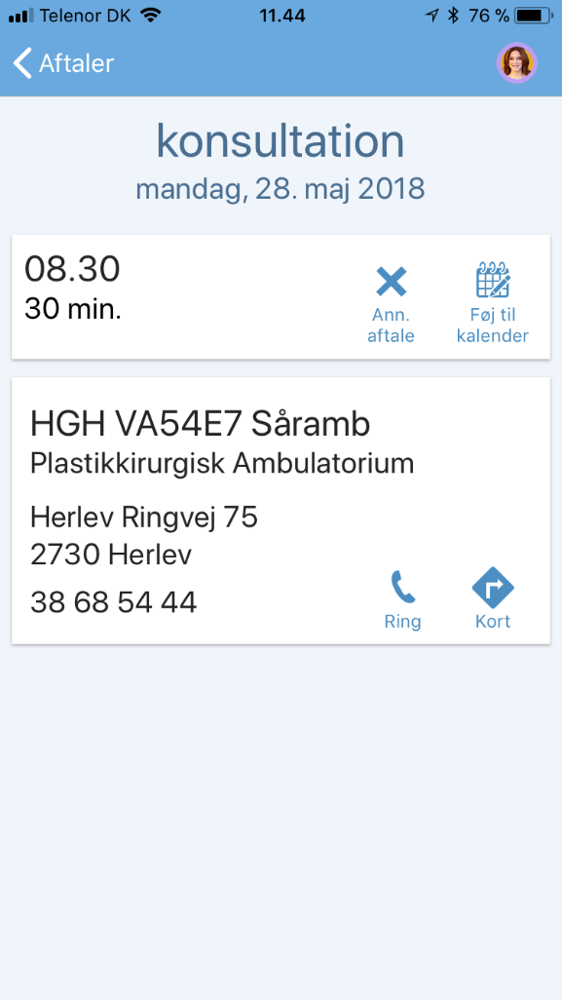 Telenor DK 11.44 76 %
Aftaler
konsultation
mandag, 28. maj 2018
08.30
30 min.
Ann. aftale
Føj til kalender
HGH VA54E7 Såramb
Plastikkirurgisk Ambulatorium
Herlev Ringvej 75
2730 Herlev
38 68 54 44
Ring
Kort